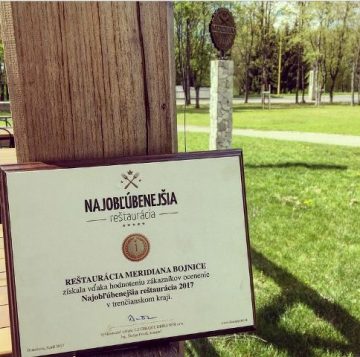 NAJOBĽÚBENEJŠIA
reštaurácia
1
REŠTAURÁCIA MERIDIANA BOJNICE
získala vďaka hodnoteniu zákazníkov ocenenie
Najobľúbenejšia reštaurácia 2017
v trenčianskom kraji.